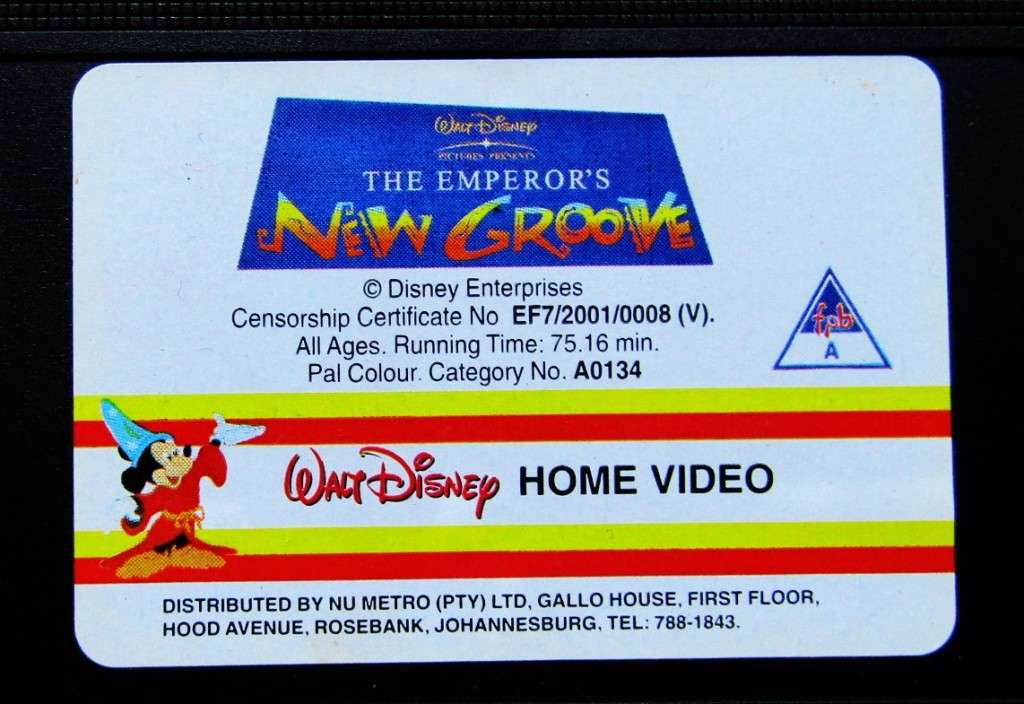 WALT DISNEY
PICTURES PRESENTS
THE EMPEROR'S
NEW GROOVE
© Disney Enterprises
Censorship Certificate No EF7/2001/0008 (V).
All Ages. Running Time: 75.16 min.
Pal Colour. Category No. A0134
fpb
A
WALT DISNEY HOME VIDEO
DISTRIBUTED BY NU METRO (PTY) LTD, GALLO HOUSE, FIRST FLOOR,
HOOD AVENUE, ROSEBANK, JOHANNESBURG, TEL: 788-1843.